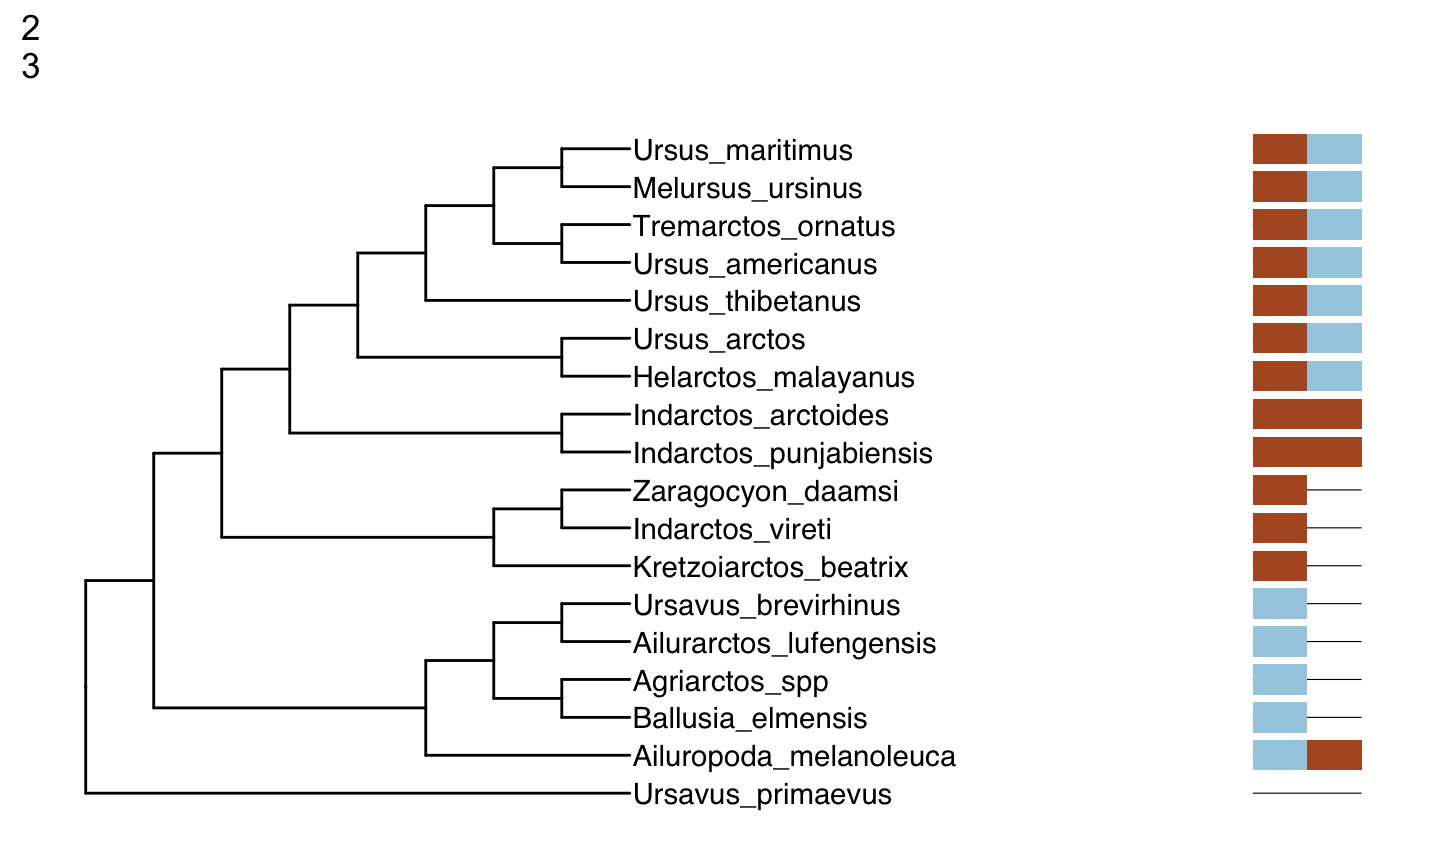 2
3
Ursus_maritimus
Melursus_ursinus
Tremarctos_ornatus
Ursus_americanus
Ursus_thibetanus
Ursus_arctos
Helarctos_malayanus
Indarctos_arctoides
Indarctos_punjabiensis
Zaragocyon_daamsi
Indarctos_vireti
Kretzoiarctos_beatrix
Ursavus_brevirhinus
Ailurarctos_lufengensis
Agriarctos_spp
Ballusia_elmensis
Ailuropoda_melanoleuca
Ursavus_primaevus